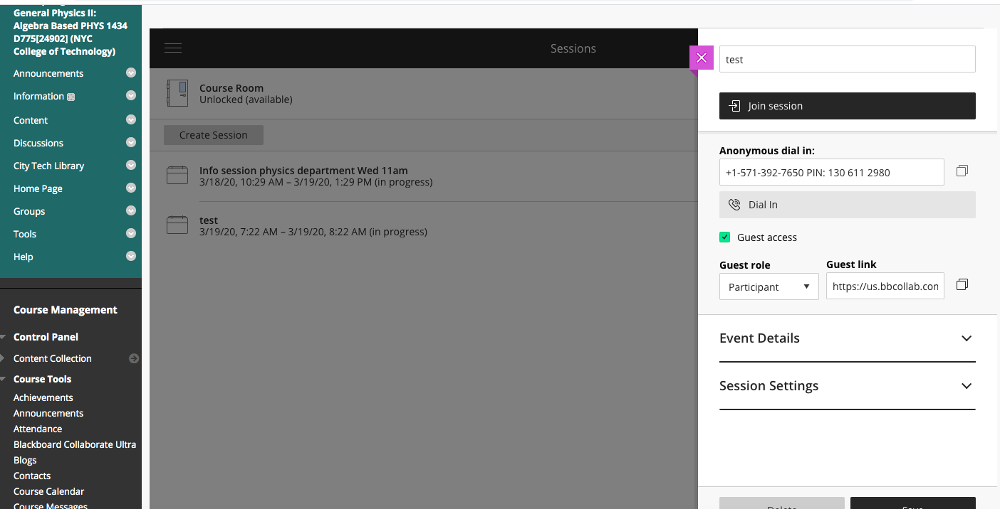 General Physics II:
Algebra Based PHYS 1434
D775[24902] (NYC
College of Technology)
Announcements
Information
Content
Discussions
City Tech Library
Home Page
Groups
Tools
Help
Course Management
Control Panel
Content Collection
Course Tools
Achievements
Announcements
Attendance
Blackboard Collaborate Ultra
Blogs
Contacts
Course Calendar
Course Messages
Sessions
Course Room
Unlocked (available)
Create Session
Info session physics department Wed 11am
3/18/20, 10:29 AM – 3/19/20, 1:29 PM (in progress)
test
3/19/20, 7:22 AM – 3/19/20, 8:22 AM (in progress)
test
Join session
Anonymous dial in:
+1-571-392-7650 PIN: 130 611 2980
Dial In
Guest access
Guest role
Guest link
Participant
https://us.bbcollab.con
Event Details
Session Settings
Delete
Save